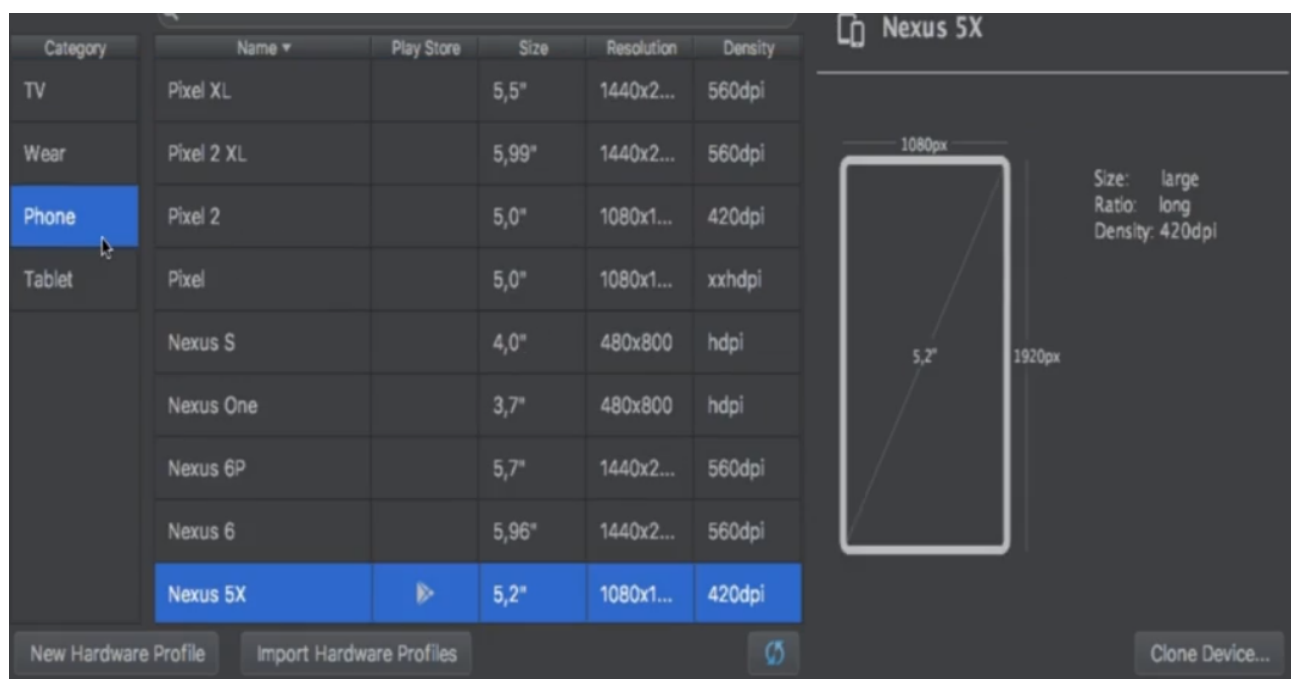 Nexus 5X
Category Name ▾ Play Store Size Resolution Density
TV Pixel XL 5,5" 1440x2... 560dpi
Wear Pixel 2 XL 5,99" 1440x2... 560dpi
Phone Pixel 2 5,0" 1080x1... 420dpi
Tablet Pixel 5,0" 1080x1... xxhdpi
Nexus S 4,0" 480x800 hdpi
Nexus One 3,7" 480x800 hdpi
Nexus 6P 5,7" 1440x2... 560dpi
Nexus 6 5,96" 1440x2... 560dpi
Nexus 5X 5,2" 1080x1... 420dpi
1080px
Size: large
Ratio: long
Density: 420dpi
5,2" 1920px
New Hardware Profile Import Hardware Profiles Clone Device...